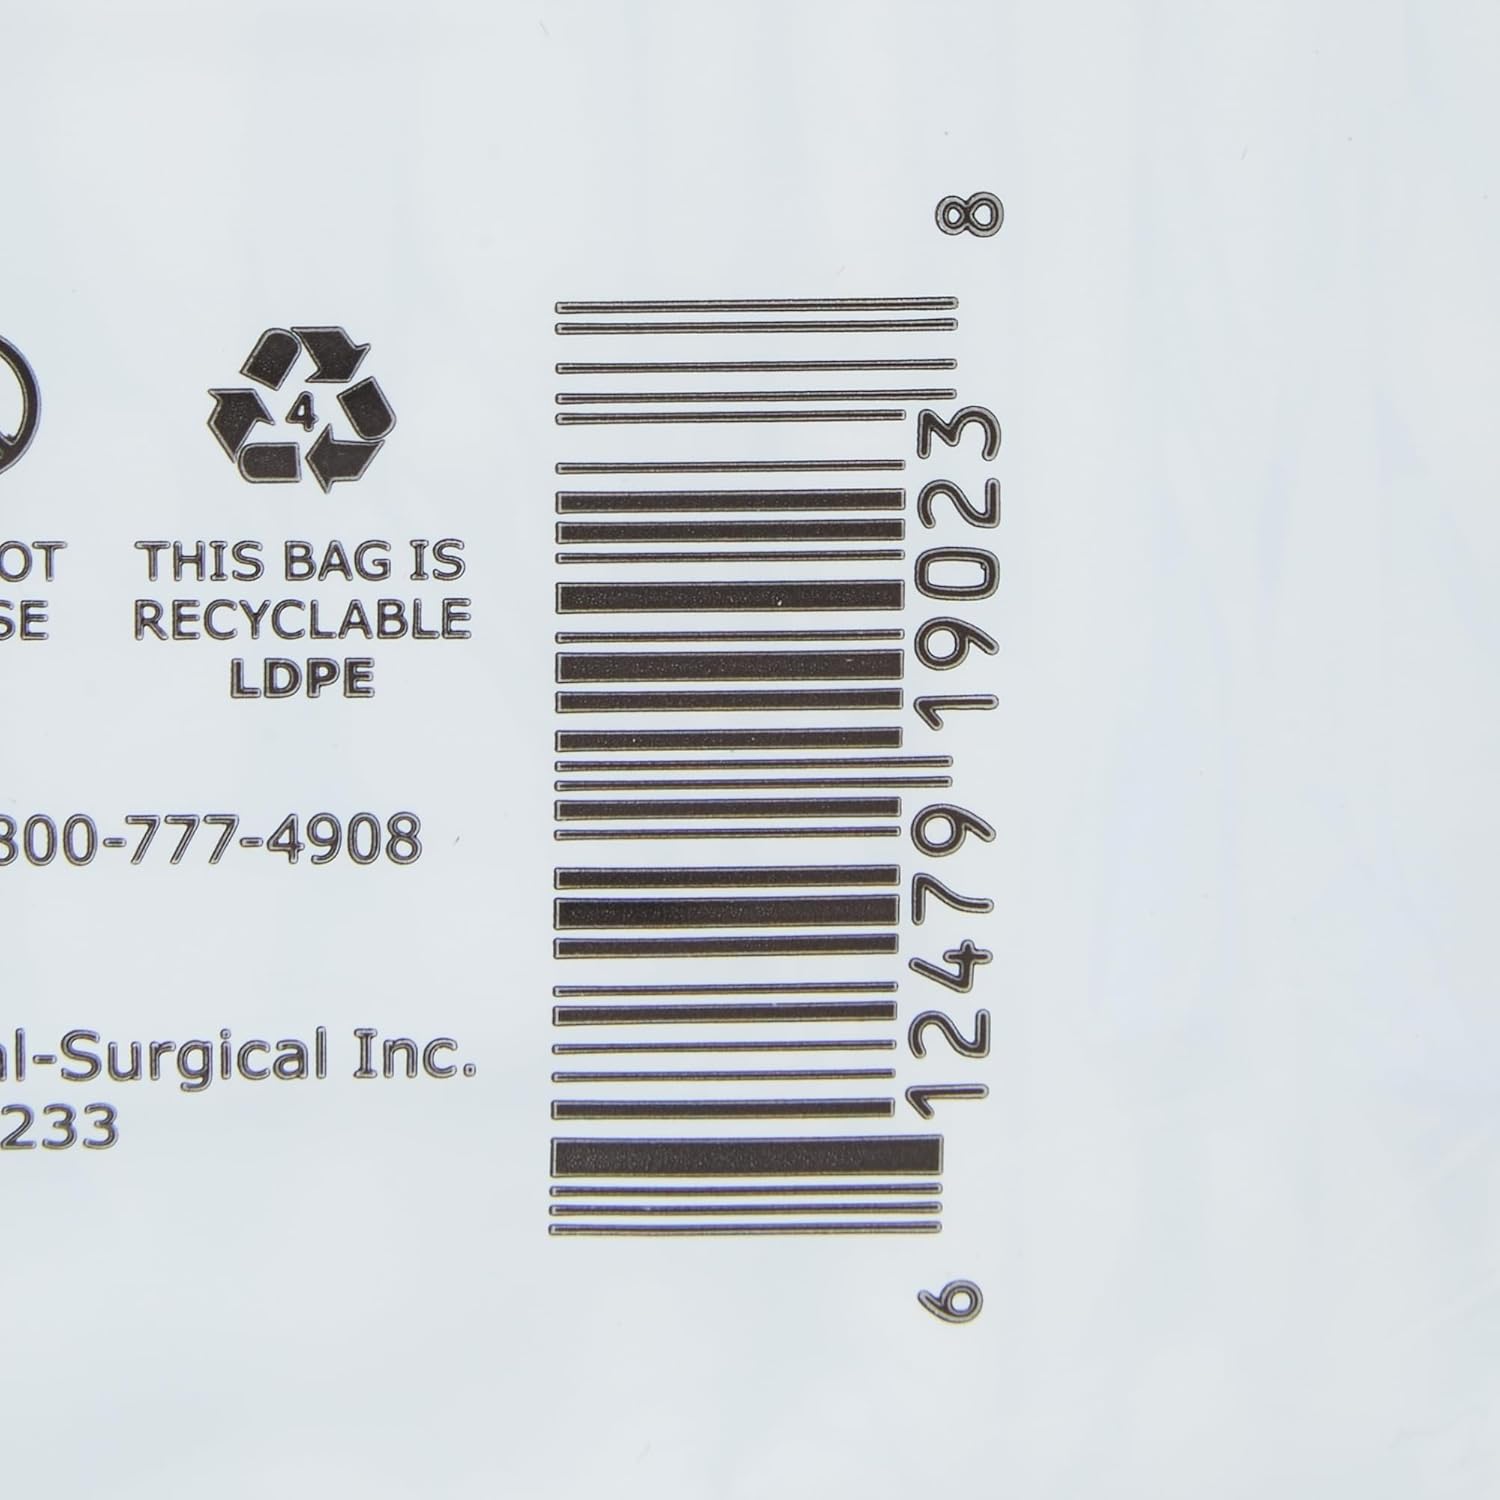 OT
SE
4
THIS BAG IS
RECYCLABLE
LDPE
800-777-4908
al-Surgical Inc.
233
6 12479 19023 8